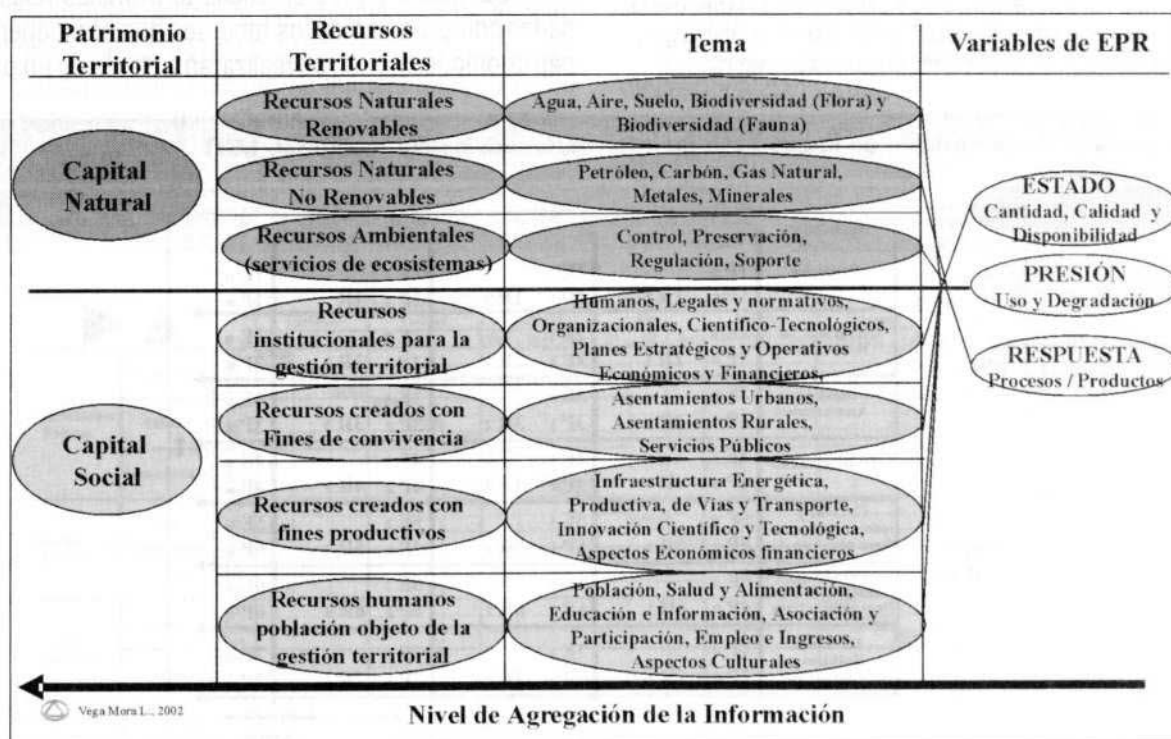 Patrimonio
Territorial
Recursos
Territoriales
Tema
Variables de EPR
Capital
Natural
Recursos Naturales
Renovables
Agua, Aire, Suelo, Biodiversidad (Flora) y
Biodiversidad (Fauna)
Recursos Naturales
No Renovables
Petróleo, Carbón, Gas Natural,
Metales, Minerales
Recursos Ambientales
(servicios de ecosistemas)
Control, Preservación,
Regulación, Soporte
Capital
Social
Recursos
institucionales para la
gestión territorial
Humanos, Legales y normativos,
Organizacionales, Científico-Tecnológicos,
Planes Estratégicos y Operativos
Económicos y Financieros,
Recursos creados con
Fines de convivencia
Asentamientos Urbanos,
Asentamientos Rurales,
Servicios Públicos
Recursos creados con
fines productivos
Infraestructura Energética,
Productiva, de Vías y Transporte,
Innovación Científico y Tecnológica,
Aspectos Económicos financieros
Recursos humanos
población objeto de la
gestión territorial
Población, Salud y Alimentación,
Educación e Información, Asociación y
Participación, Empleo e Ingresos,
Aspectos Culturales
ESTADO
Cantidad, Calidad y
Disponibilidad
PRESIÓN
Uso y Degradación
RESPUESTA
Procesos / Productos
Vega Mora L., 2002
Nivel de Agregación de la Información